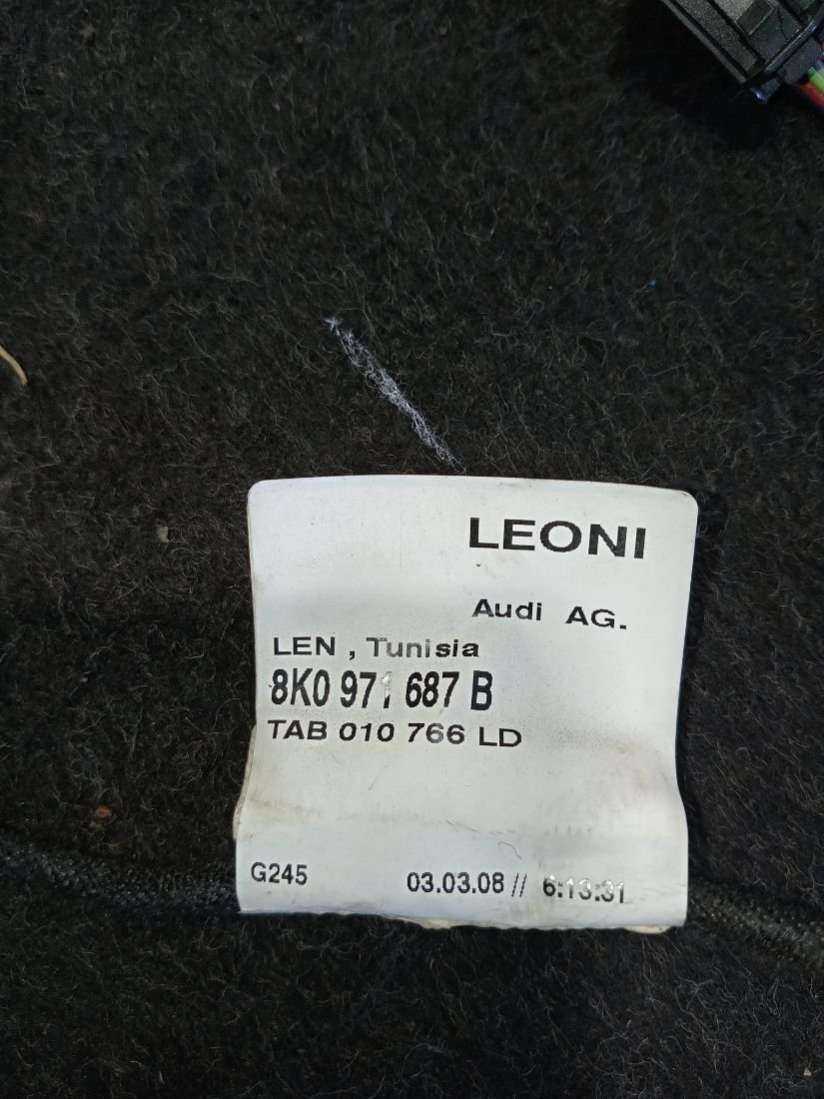 LEONI
Audi AG.
LEN , Tunisia
8K0 971 687 B
TAB 010 766 LD
G245 03.03.08 // 6:13:31